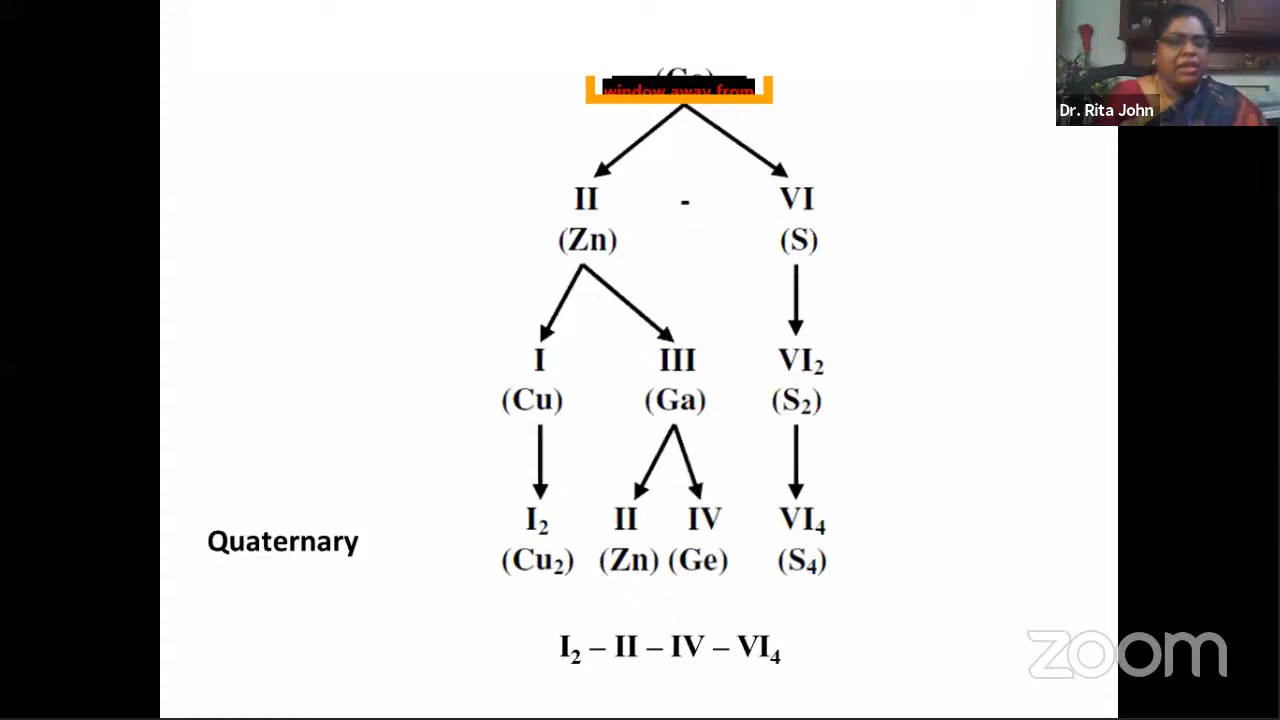 window away from
Dr. Rita John
II - VI
(Zn) (S)
I III VI₂
(Cu) (Ga) (S₂)
I₂ II IV VI₄
Quaternary
(Cu₂) (Zn) (Ge) (S₄)
I₂ – II – IV – VI₄
zoom